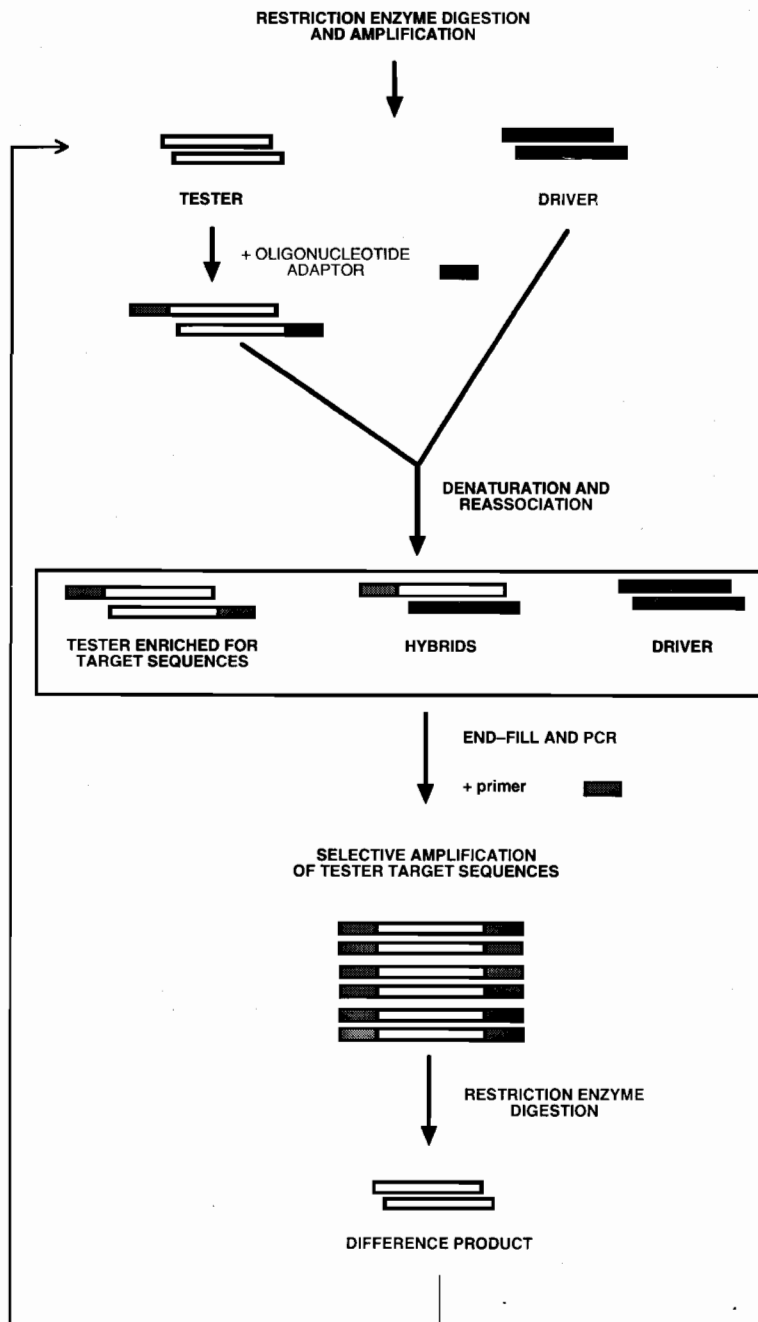 RESTRICTION ENZYME DIGESTION
AND AMPLIFICATION
TESTER
DRIVER
+ OLIGONUCLEOTIDE
ADAPTOR
DENATURATION AND
REASSOCIATION
TESTER ENRICHED FOR
TARGET SEQUENCES
HYBRIDS
DRIVER
END–FILL AND PCR
+ primer
SELECTIVE AMPLIFICATION
OF TESTER TARGET SEQUENCES
RESTRICTION ENZYME
DIGESTION
DIFFERENCE PRODUCT